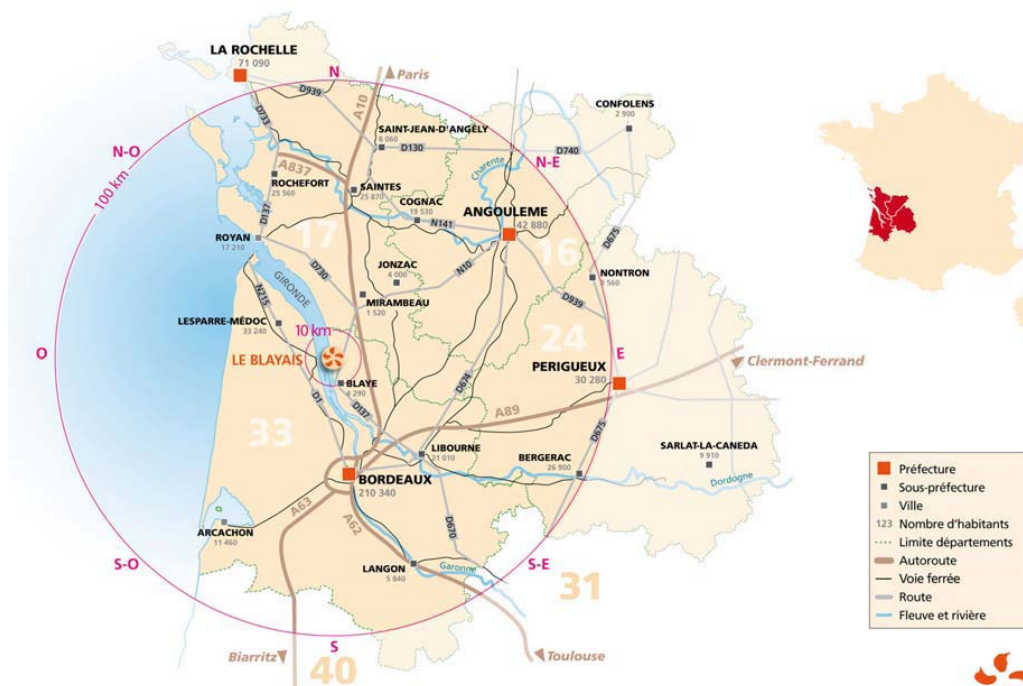 LA ROCHELLE
71 090
N
Paris
D939
A10
D733
CONFOLENS
2 900
SAINT-JEAN-D'ANGÉLY
8 060
D130
D740
N-O
N-E
Charente
A837
100 km
ROCHEFORT
25 560
SAINTES
25 870
COGNAC
19 530
ANGOULEME
42 880
N141
D137
ROYAN
17 210
17
16
D675
JONZAC
4 000
N10
NONTRON
3 560
GIRONDE
D730
N215
MIRAMBEAU
1 520
D939
LESPARRE-MÉDOC
33 240
10 km
24
O
LE BLAYAIS
E
Clermont-Ferrand
PERIGUEUX
30 280
BLAYE
4 290
D674
D1
D137
A89
33
D675
LIBOURNE
21 010
SARLAT-LA-CANEDA
9 910
BERGERAC
26 900
Dordogne
BORDEAUX
210 340
A63
A62
D670
ARCACHON
11 460
S-O
LANGON
5 840
Garonne
S-E
31
S
Biarritz
40
Toulouse
Préfecture
Sous-préfecture
Ville
123 Nombre d'habitants
Limite départements
Autoroute
Voie ferrée
Route
Fleuve et rivière